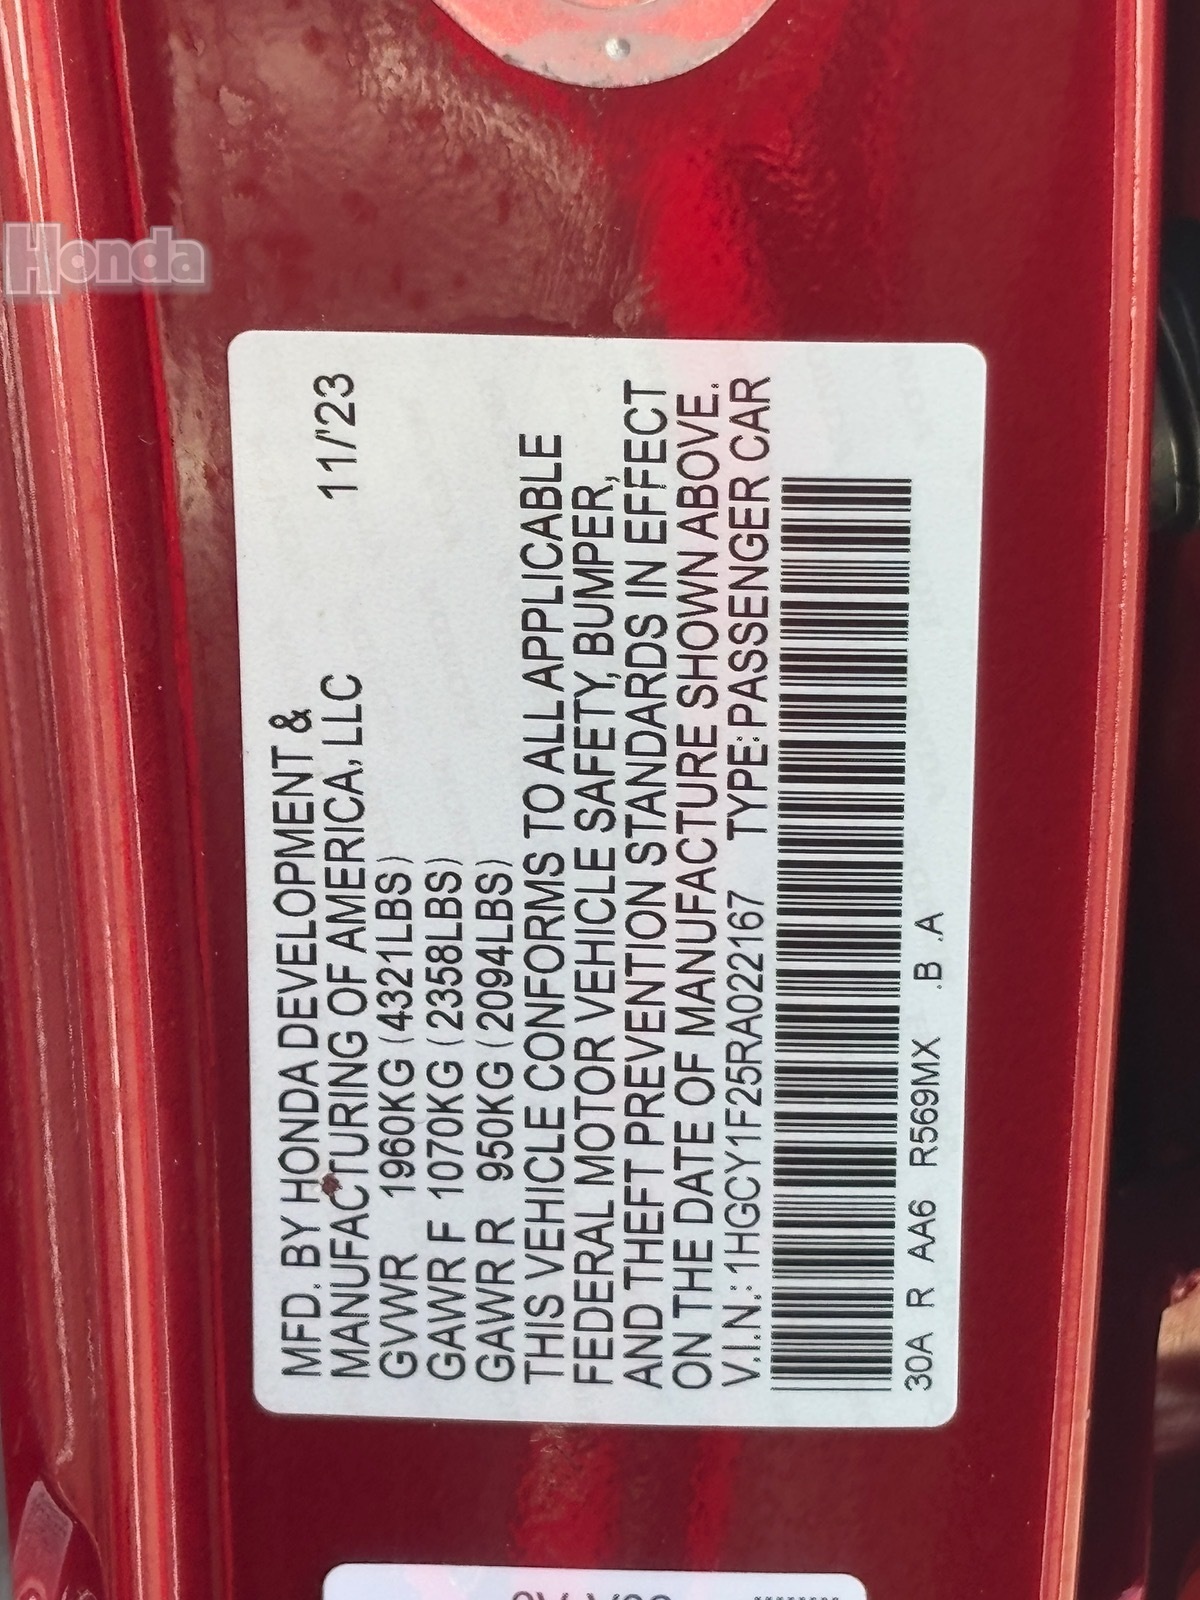 Honda
MFD. BY HONDA DEVELOPMENT &
MANUFACTURING OF AMERICA, LLC 11/'23
GVWR 1960KG (4321LBS)
GAWR F 1070KG (2358LBS)
GAWR R 950KG (2094LBS)
THIS VEHICLE CONFORMS TO ALL APPLICABLE
FEDERAL MOTOR VEHICLE SAFETY, BUMPER,
AND THEFT PREVENTION STANDARDS IN EFFECT
ON THE DATE OF MANUFACTURE SHOWN ABOVE.
V.I.N.: 1HGCY1F25RA022167 TYPE: PASSENGER CAR
30A R AA6 R569MX .B .A